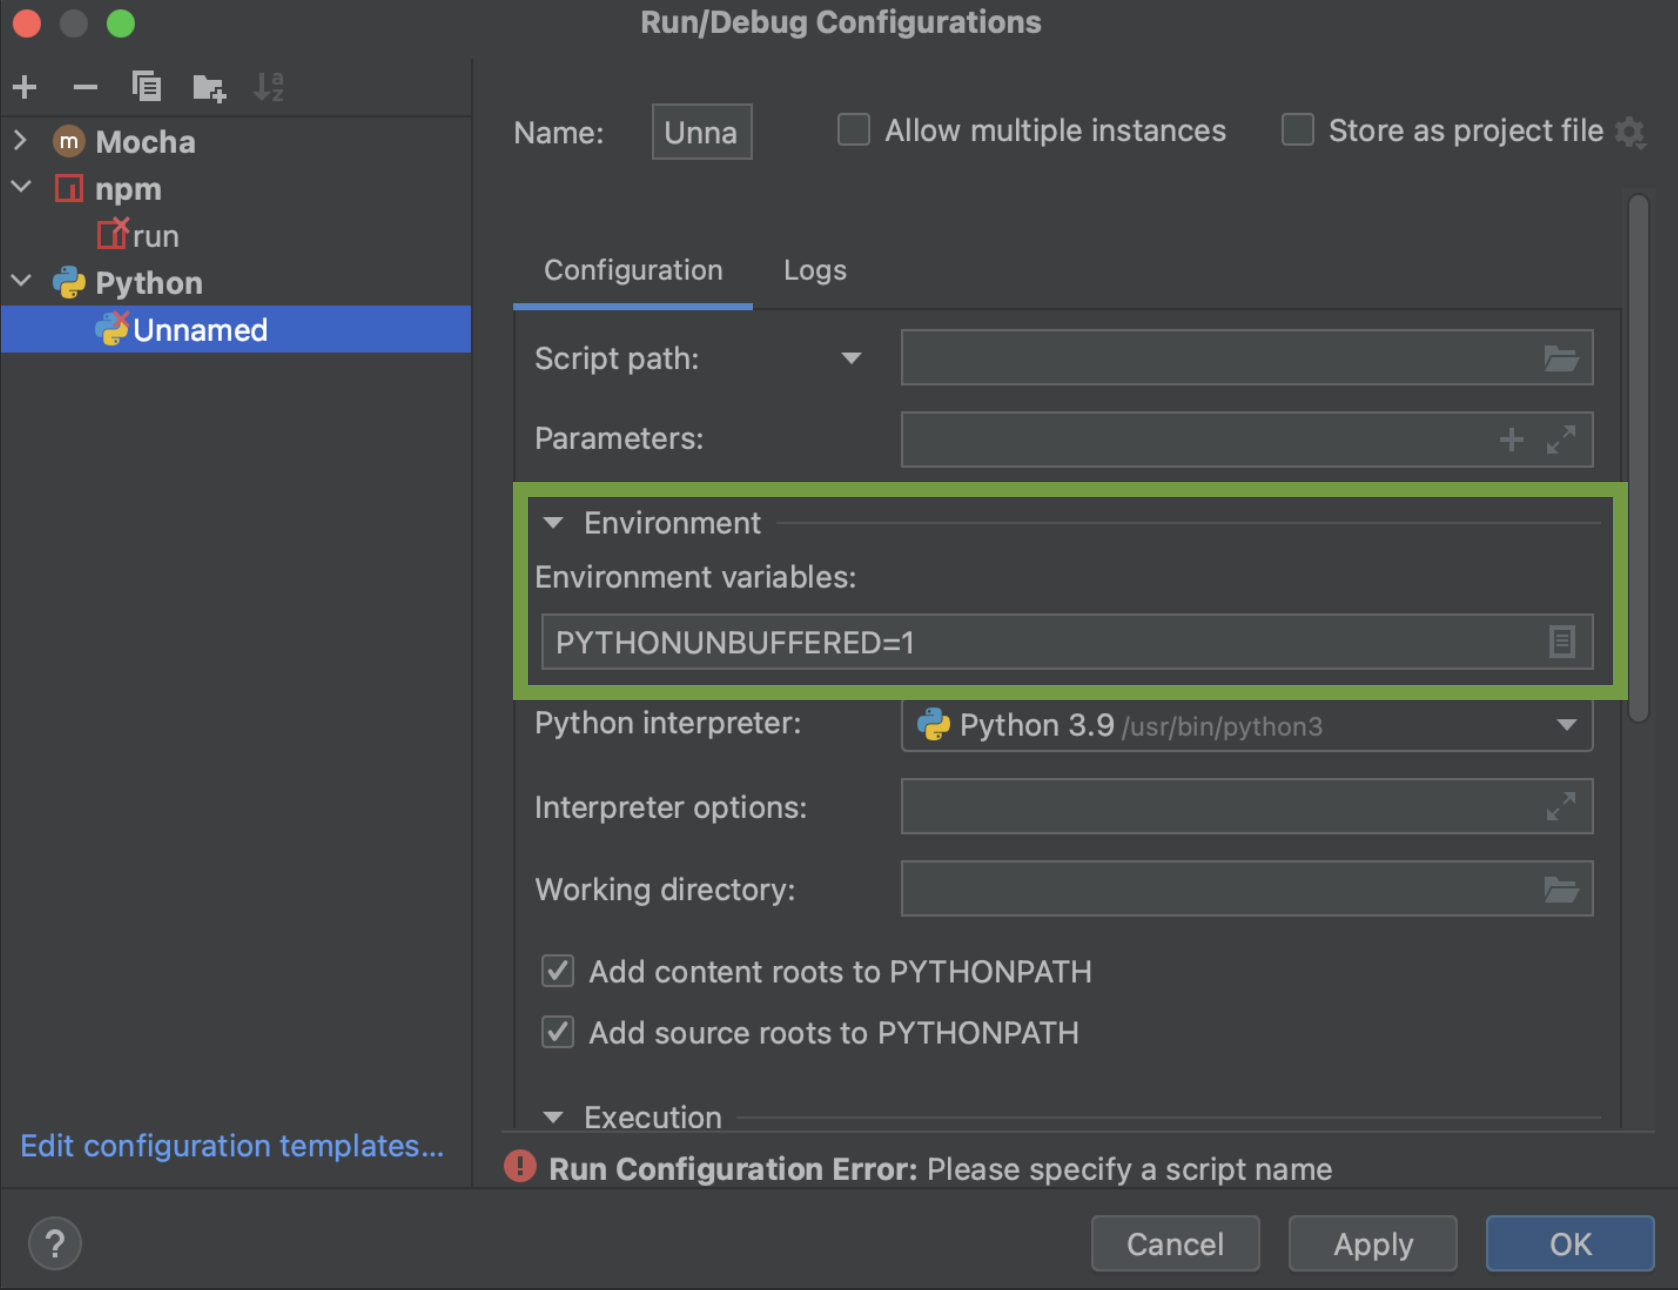 Run/Debug Configurations
Mocha
npm
run
Python
Unnamed
Edit configuration templates...
Name: Unna Allow multiple instances Store as project file
Configuration Logs
Script path:
Parameters:
Environment
Environment variables:
PYTHONUNBUFFERED=1
Python interpreter: Python 3.9 /usr/bin/python3
Interpreter options:
Working directory:
Add content roots to PYTHONPATH
Add source roots to PYTHONPATH
Execution
Run Configuration Error: Please specify a script name
? Cancel Apply OK